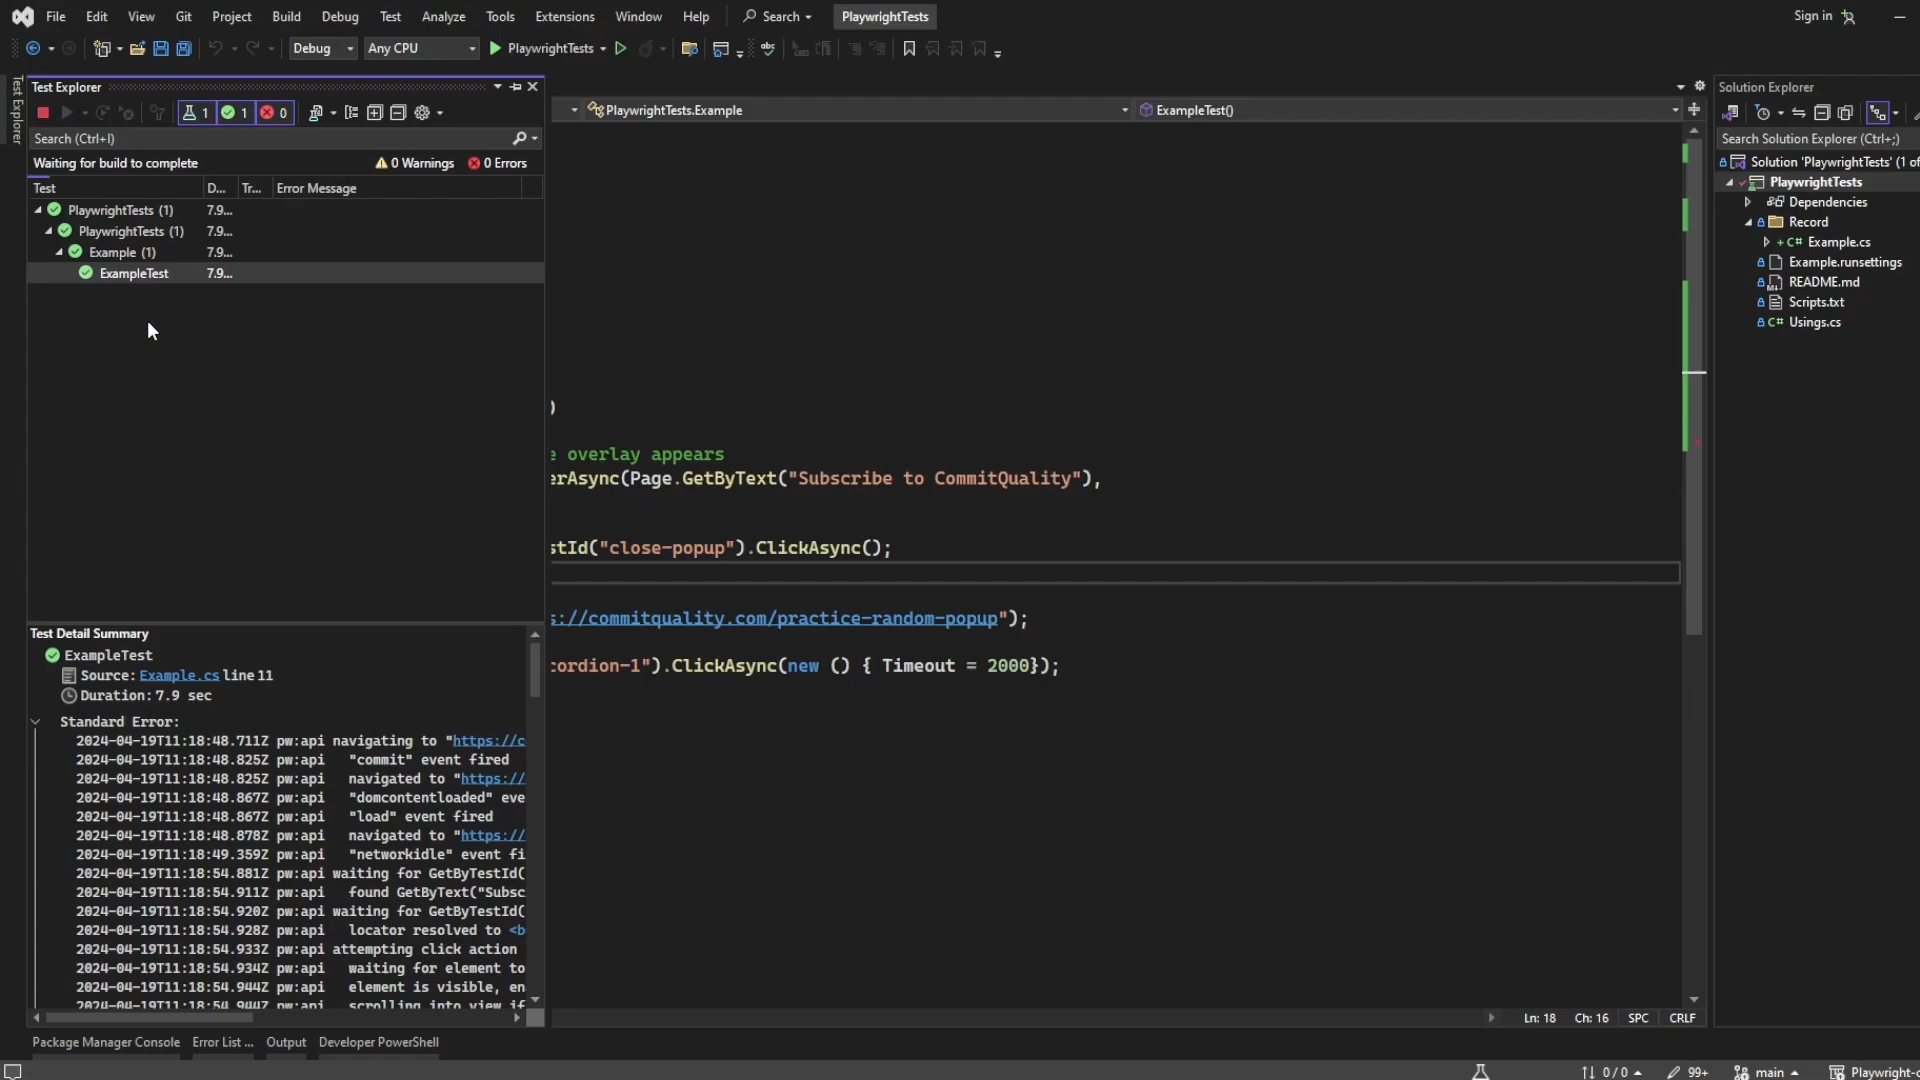 File Edit View Git Project Build Debug Test Analyze Tools Extensions Window Help Search PlaywrightTests Sign in
Debug Any CPU PlaywrightTests
Test Explorer
Test Explorer
1 1 0
Search (Ctrl+I)
Waiting for build to complete 0 Warnings 0 Errors
Test D... Tr... Error Message
PlaywrightTests (1) 7.9...
PlaywrightTests (1) 7.9...
Example (1) 7.9...
ExampleTest 7.9...
Test Detail Summary
ExampleTest
Source: Example.cs line 11
Duration: 7.9 sec
Standard Error:
2024-04-19T11:18:48.711Z pw:api navigating to "https://c
2024-04-19T11:18:48.825Z pw:api "commit" event fired
2024-04-19T11:18:48.825Z pw:api navigated to "https://
2024-04-19T11:18:48.867Z pw:api "domcontentloaded" eve
2024-04-19T11:18:48.867Z pw:api "load" event fired
2024-04-19T11:18:48.878Z pw:api navigated to "https://
2024-04-19T11:18:49.359Z pw:api "networkidle" event fi
2024-04-19T11:18:54.881Z pw:api waiting for GetByTestId(
2024-04-19T11:18:54.911Z pw:api found GetByText("Subsc
2024-04-19T11:18:54.920Z pw:api waiting for GetByTestId(
2024-04-19T11:18:54.928Z pw:api locator resolved to <b
2024-04-19T11:18:54.933Z pw:api attempting click action
2024-04-19T11:18:54.934Z pw:api waiting for element to
2024-04-19T11:18:54.944Z pw:api element is visible, en
2024-04-19T11:18:54.944Z pw:api scrolling into view if
PlaywrightTests.Example ExampleTest()
)
e overlay appears
erAsync(Page.GetByText("Subscribe to CommitQuality"),
stId("close-popup").ClickAsync();
s://commitquality.com/practice-random-popup");
cordion-1").ClickAsync(new () { Timeout = 2000});
Ln: 18 Ch: 16 SPC CRLF
Solution Explorer
Search Solution Explorer (Ctrl+;)
Solution 'PlaywrightTests' (1 of
PlaywrightTests
Dependencies
Record
C# Example.cs
Example.runsettings
README.md
Scripts.txt
C# Usings.cs
Package Manager Console Error List ... Output Developer PowerShell
0 / 0 99+ main Playwright-c